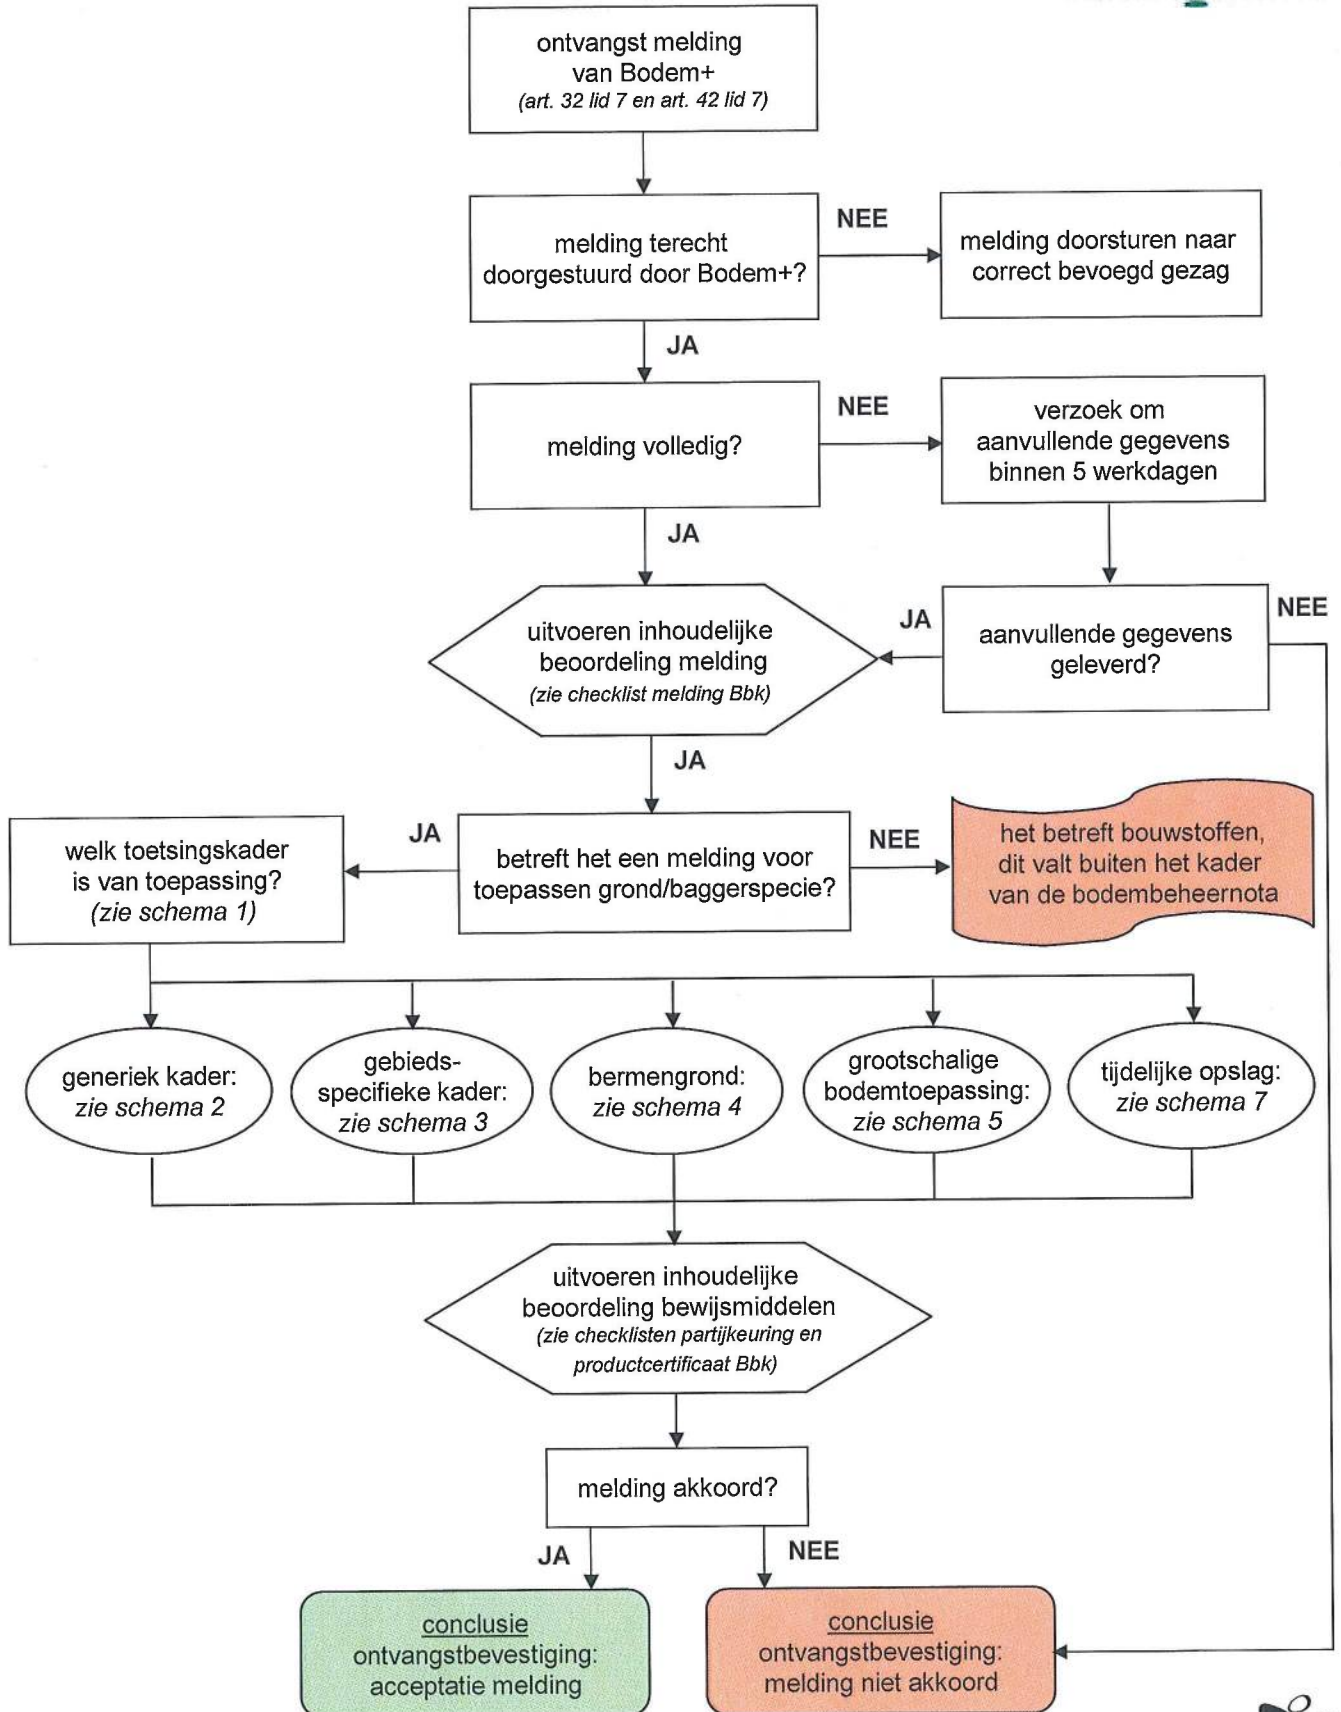 ontvangst melding
van Bodem+
(art. 32 lid 7 en art. 42 lid 7)
melding terecht
doorgestuurd door Bodem+?
NEE
melding doorsturen naar
correct bevoegd gezag
JA
melding volledig?
NEE
verzoek om
aanvullende gegevens
binnen 5 werkdagen
JA
uitvoeren inhoudelijke
beoordeling melding
(zie checklist melding Bbk)
JA
aanvullende gegevens
geleverd?
NEE
JA
welk toetsingskader
is van toepassing?
(zie schema 1)
JA
betreft het een melding voor
toepassen grond/baggerspecie?
NEE
het betreft bouwstoffen,
dit valt buiten het kader
van de bodembeheernota
generiek kader:
zie schema 2
gebieds-
specifieke kader:
zie schema 3
bermengrond:
zie schema 4
grootschalige
bodemtoepassing:
zie schema 5
tijdelijke opslag:
zie schema 7
uitvoeren inhoudelijke
beoordeling bewijsmiddelen
(zie checklisten partijkeuring en
productcertificaat Bbk)
melding akkoord?
JA
NEE
conclusie
ontvangstbevestiging:
acceptatie melding
conclusie
ontvangstbevestiging:
melding niet akkoord